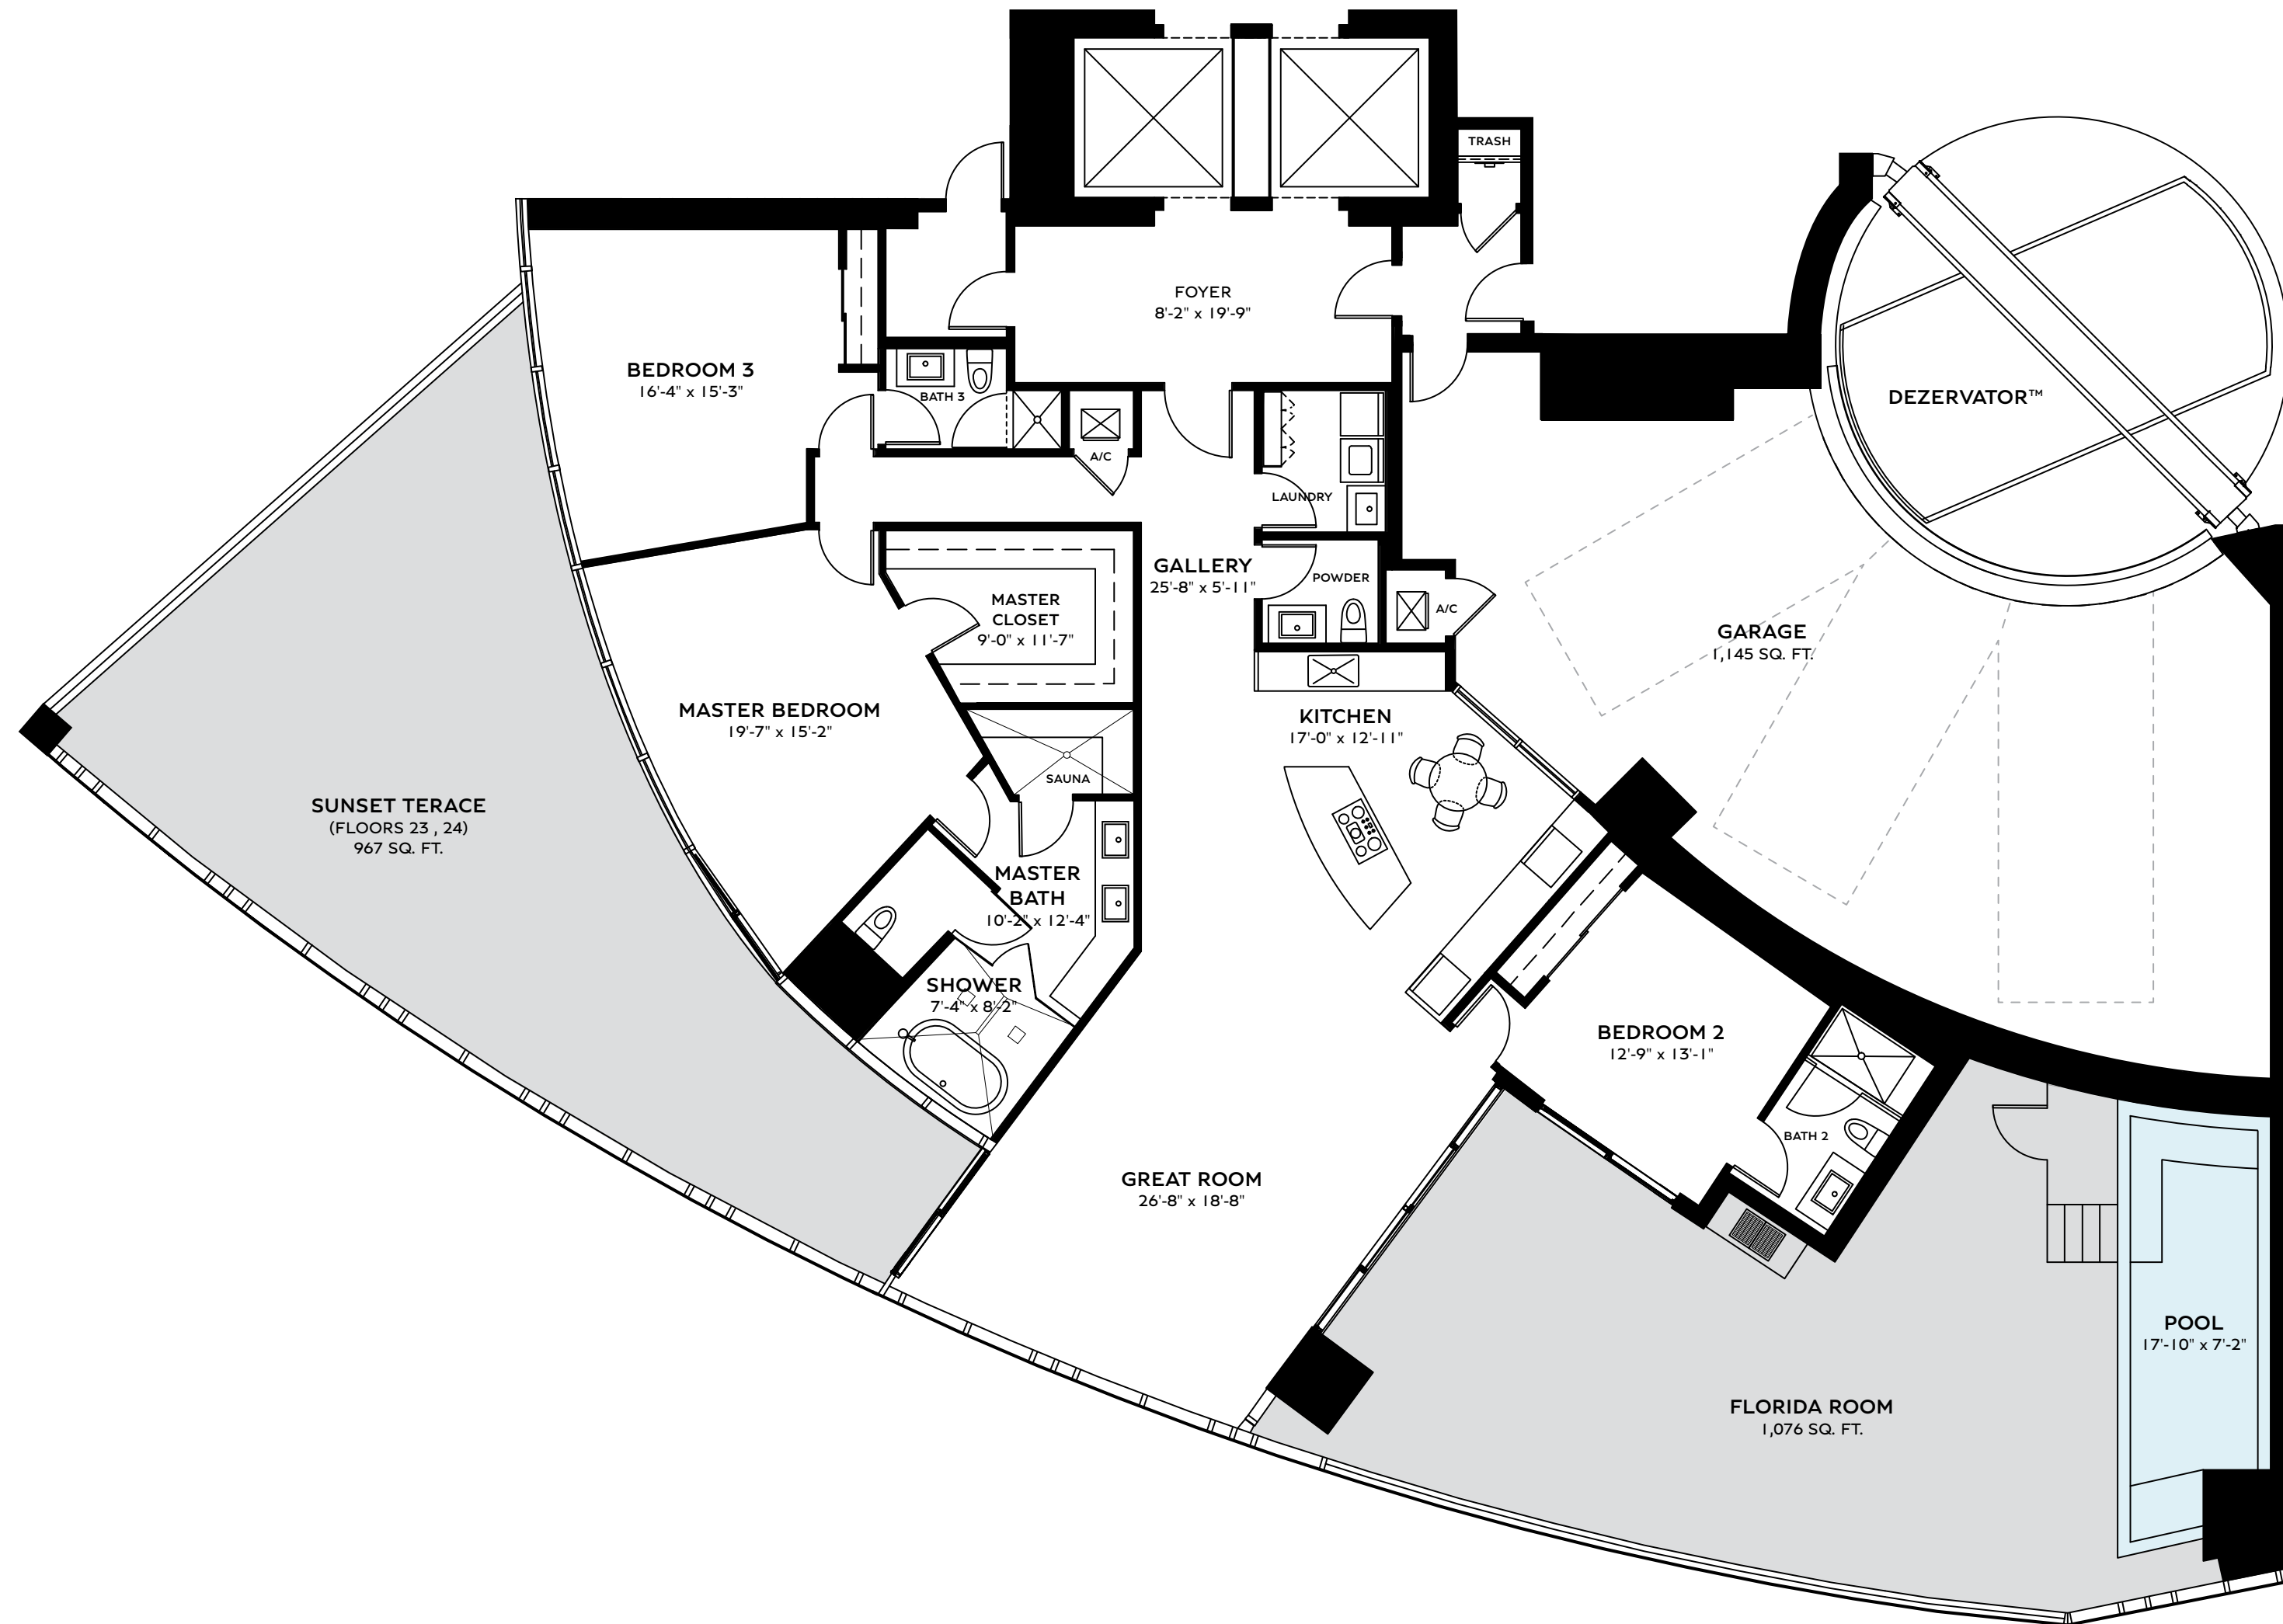 TRASH
FOYER
8'-2" x 19'-9"
BEDROOM 3
16'-4" x 15'-3"
BATH 3
DEZERVATOR™
A/C
LAUNDRY
GALLERY
25'-8" x 5'-11"
POWDER
MASTER
CLOSET
9'-0" x 11'-7"
A/C
GARAGE
1,145 SQ. FT.
MASTER BEDROOM
19'-7" x 15'-2"
KITCHEN
17'-0" x 12'-11"
SAUNA
SUNSET TERACE
(FLOORS 23 , 24)
967 SQ. FT.
MASTER
BATH
10'-2" x 12'-4"
SHOWER
7'-4" x 8'-2"
BEDROOM 2
12'-9" x 13'-1"
BATH 2
GREAT ROOM
26'-8" x 18'-8"
POOL
17'-10" x 7'-2"
FLORIDA ROOM
1,076 SQ. FT.